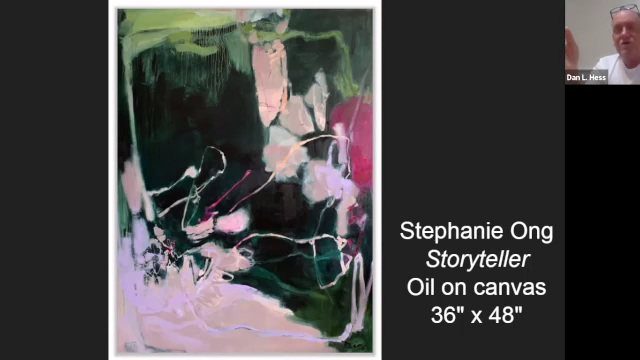 Dan L. Hess
Stephanie Ong
Storyteller
Oil on canvas
36" x 48"